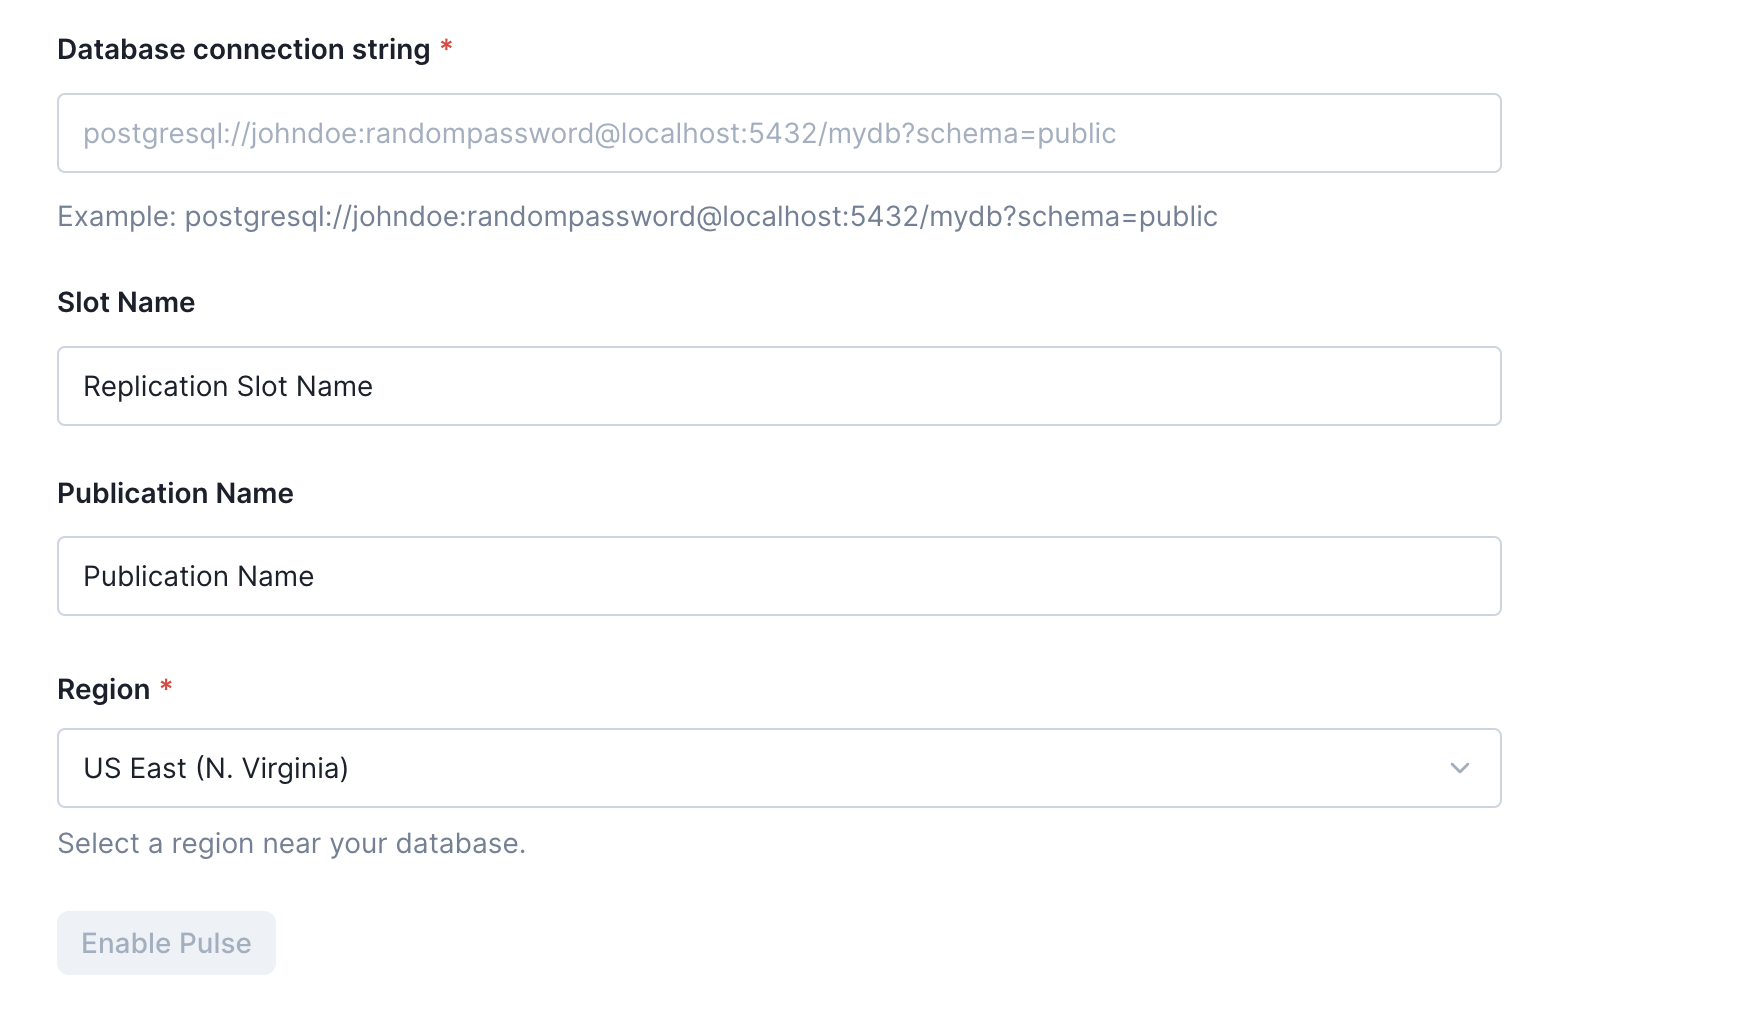 Database connection string *
postgresql://johndoe:randompassword@localhost:5432/mydb?schema=public
Example: postgresql://johndoe:randompassword@localhost:5432/mydb?schema=public
Slot Name
Replication Slot Name
Publication Name
Publication Name
Region *
US East (N. Virginia)
Select a region near your database.
Enable Pulse